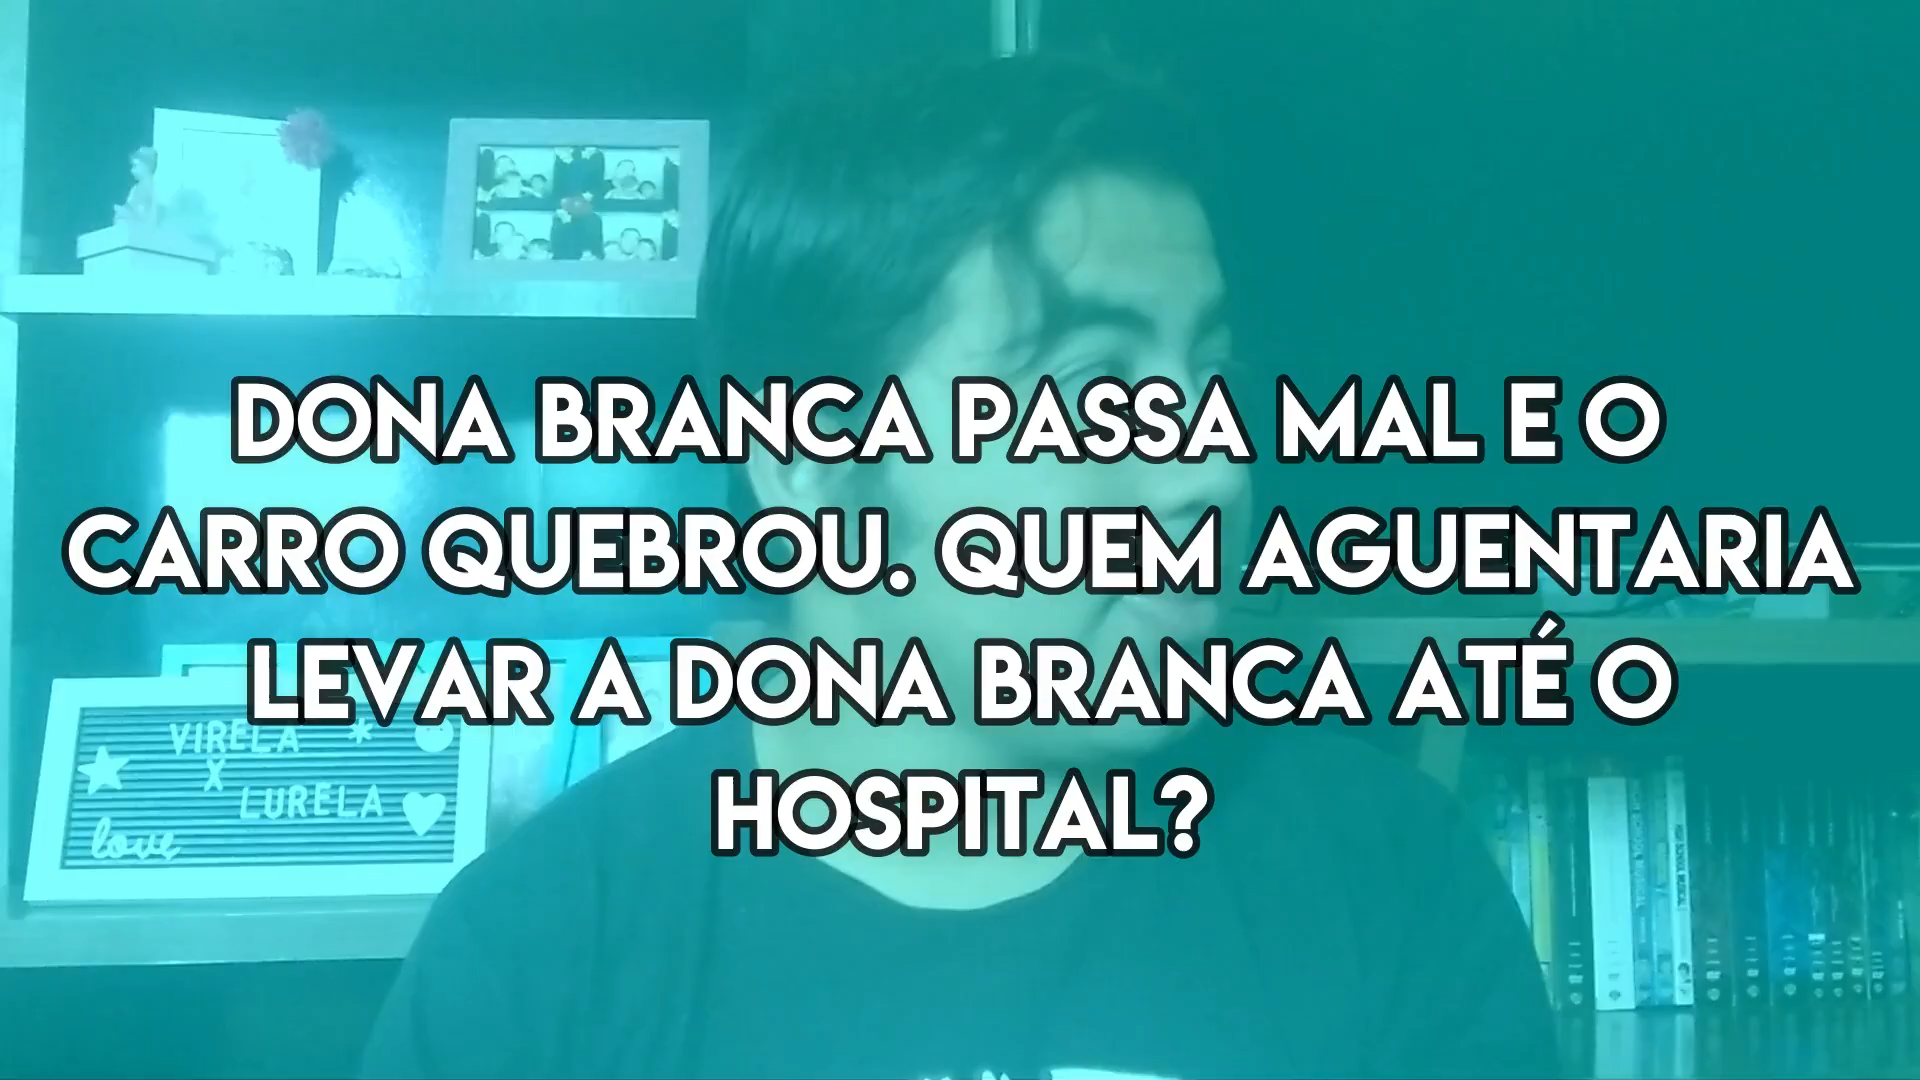 DONA BRANCA PASSA MAL E O
CARRO QUEBROU. QUEM AGUENTARIA
LEVAR A DONA BRANCA ATÉ O
HOSPITAL?
VIRELA *
X
LURELA
love